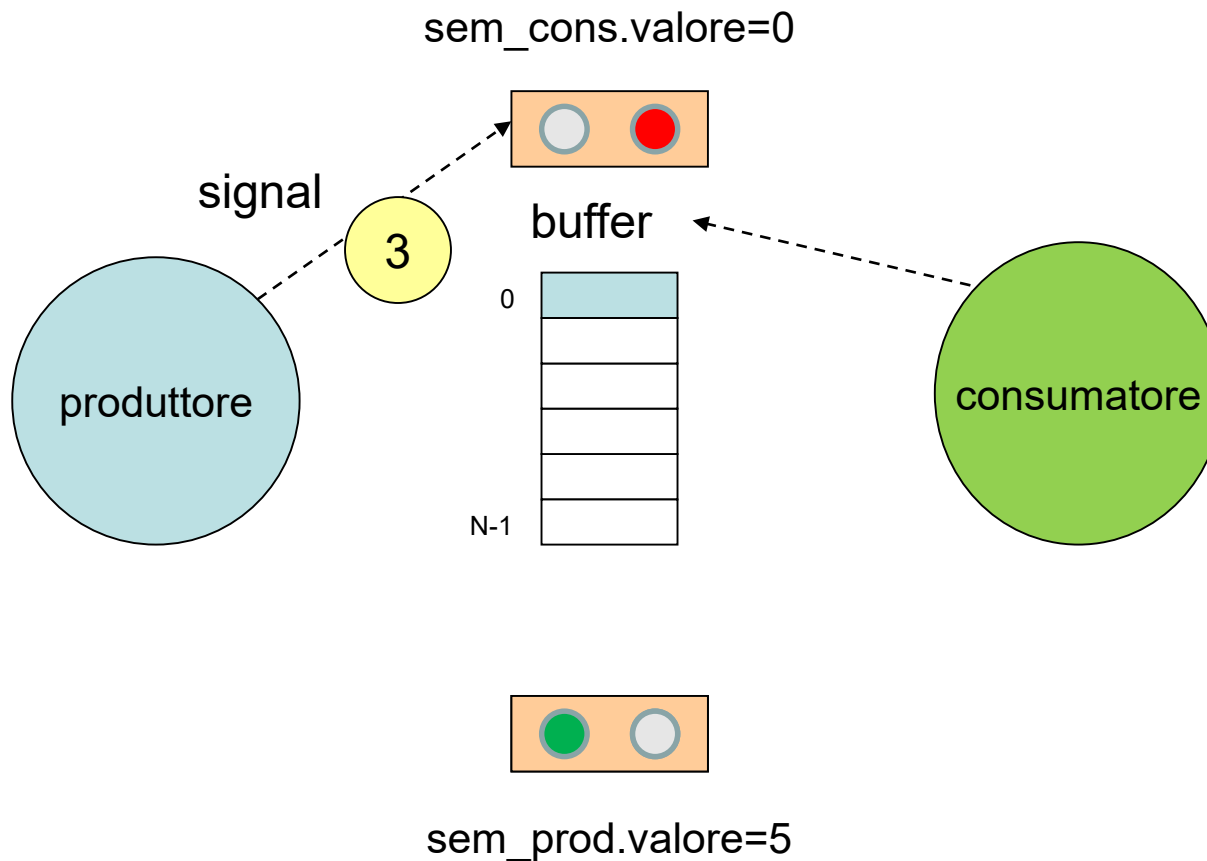 sem_cons.valore=0
signal
3
buffer
0
produttore
consumatore
N-1
sem_prod.valore=5